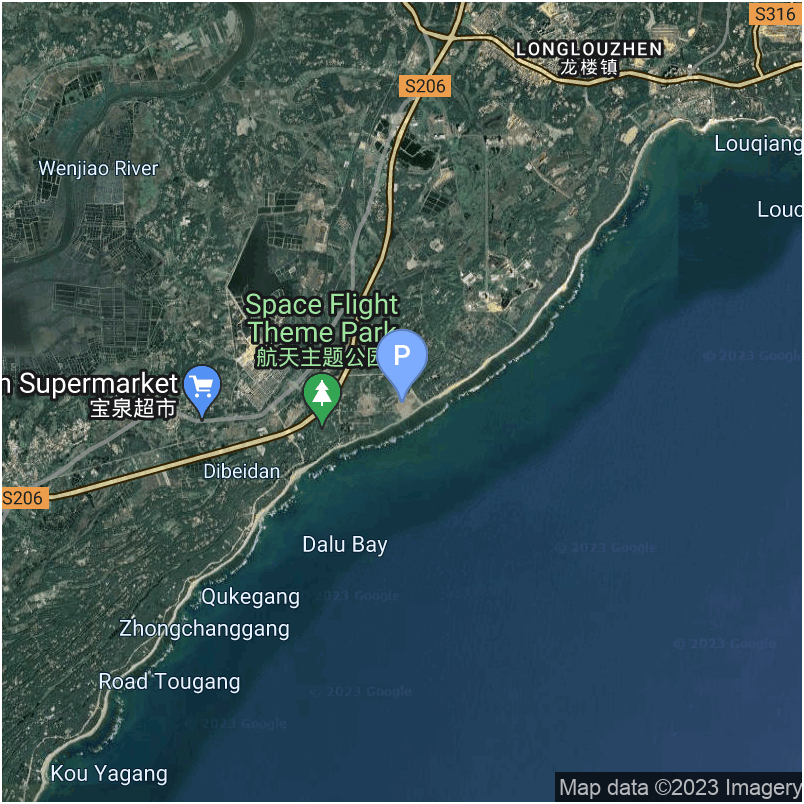 S316
LONGLOUZHEN
龙楼镇
S206
Louqiang
Wenjiao River
Louc
Space Flight
Theme Park
航天主题公园
P
© 2023 Google
n Supermarket
宝泉超市
Dibeidan
S206
Dalu Bay
© 2023 Google
Qukegang
2023 Google
Zhongchanggang
© 2023 Google
Road Tougang
© 2023 Google
© 2023 Google
Kou Yagang
Map data ©2023 Imagery